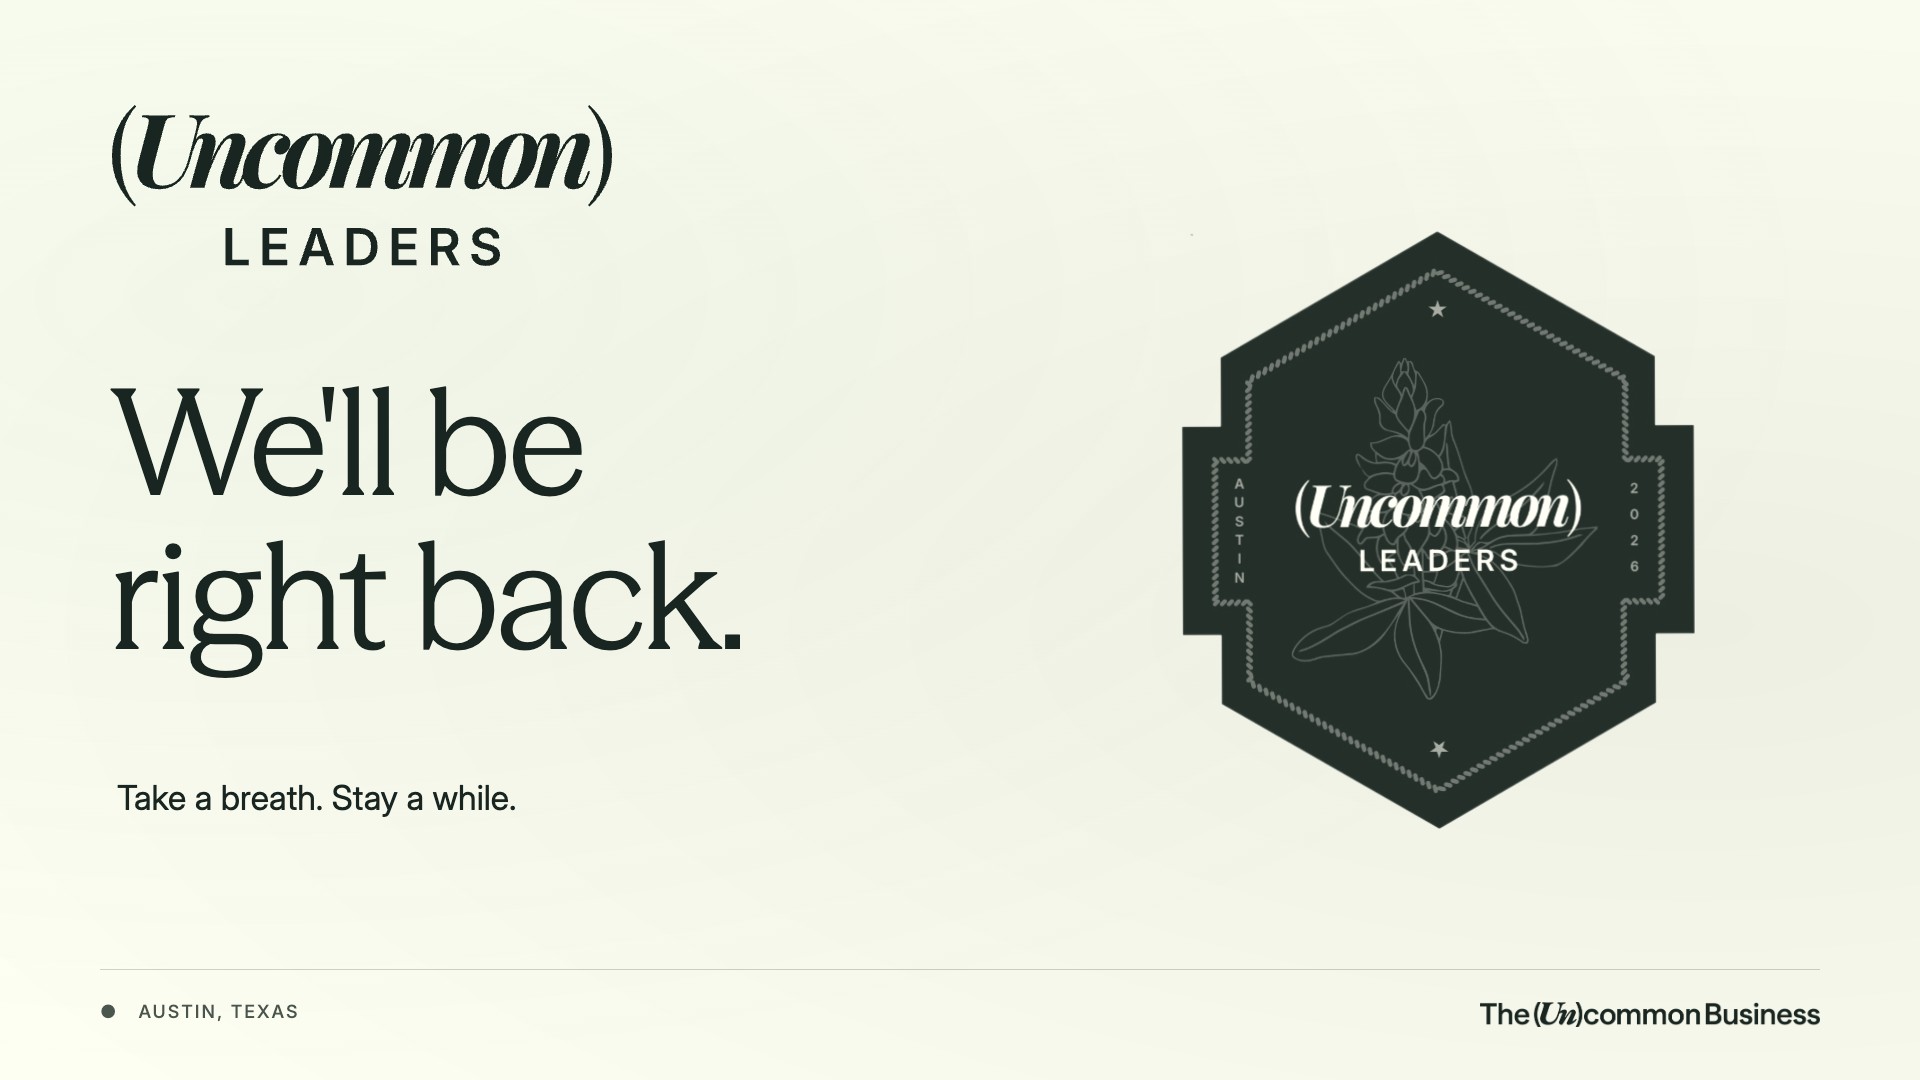 (Uncommon)
LEADERS
We'll be
right back.
Take a breath. Stay a while.
AUSTIN
(Uncommon)
LEADERS
2026
AUSTIN, TEXAS
The (Un)common Business